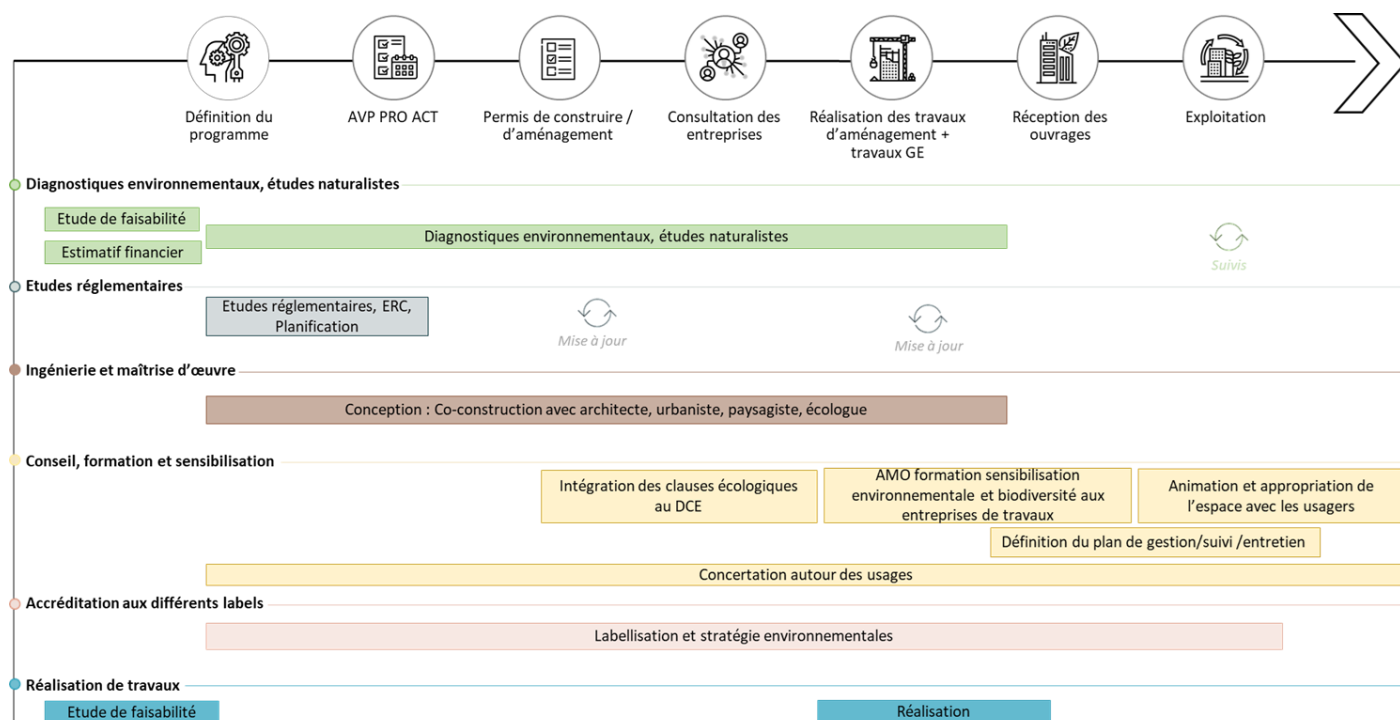 Définition du
programme
AVP PRO ACT
Permis de construire /
d'aménagement
Consultation des
entreprises
Réalisation des travaux
d'aménagement +
travaux GE
Réception des
ouvrages
Exploitation
Diagnostiques environnementaux, études naturalistes
Etude de faisabilité
Estimatif financier
Diagnostiques environnementaux, études naturalistes
Suivis
Etudes réglementaires
Etudes réglementaires, ERC,
Planification
Mise à jour
Mise à jour
Ingénierie et maîtrise d'œuvre
Conception : Co-construction avec architecte, urbaniste, paysagiste, écologue
Conseil, formation et sensibilisation
Intégration des clauses écologiques
au DCE
AMO formation sensibilisation
environnementale et biodiversité aux
entreprises de travaux
Animation et appropriation de
l'espace avec les usagers
Définition du plan de gestion/suivi /entretien
Concertation autour des usages
Accréditation aux différents labels
Labellisation et stratégie environnementales
Réalisation de travaux
Etude de faisabilité
Réalisation